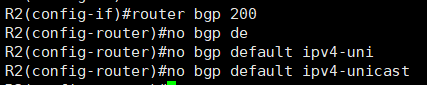 R2(config-if)#router bgp 200
R2(config-router)#no bgp de
R2(config-router)#no bgp default ipv4-uni
R2(config-router)#no bgp default ipv4-unicast
R2(config-router)#